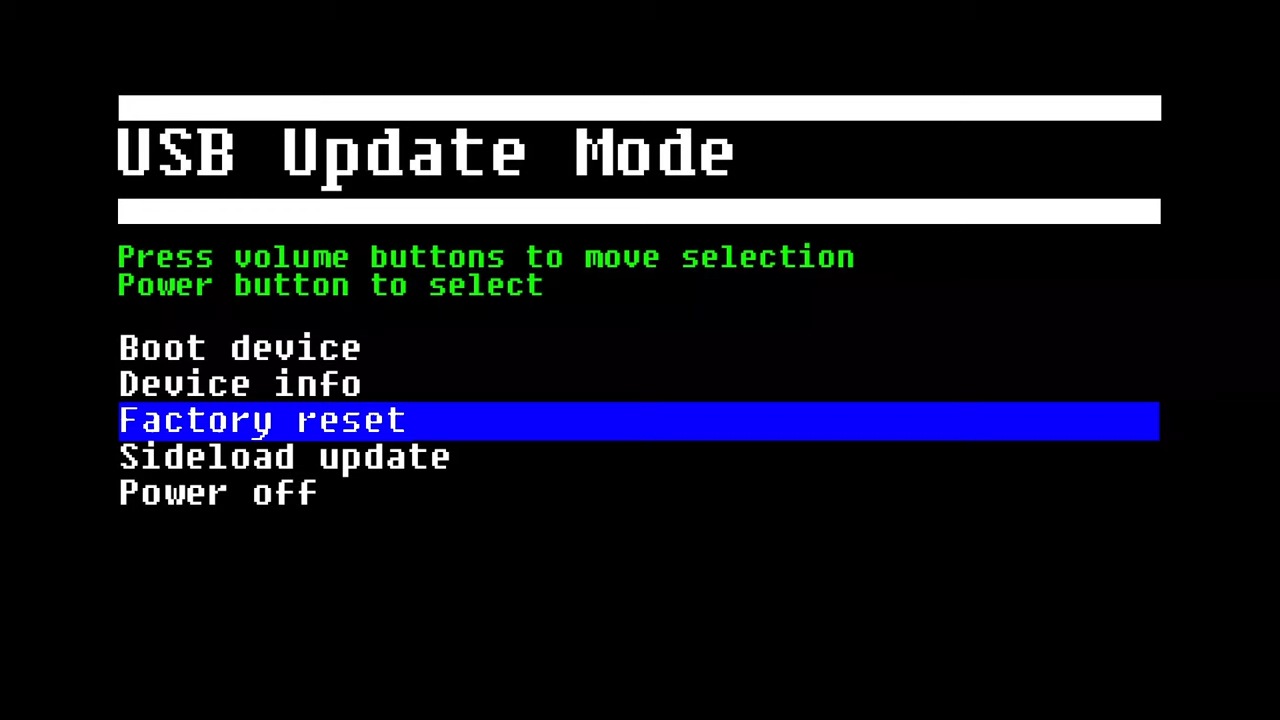 USB Update Mode
Press volume buttons to move selection
Power button to select
Boot device
Device info
Factory reset
Sideload update
Power off